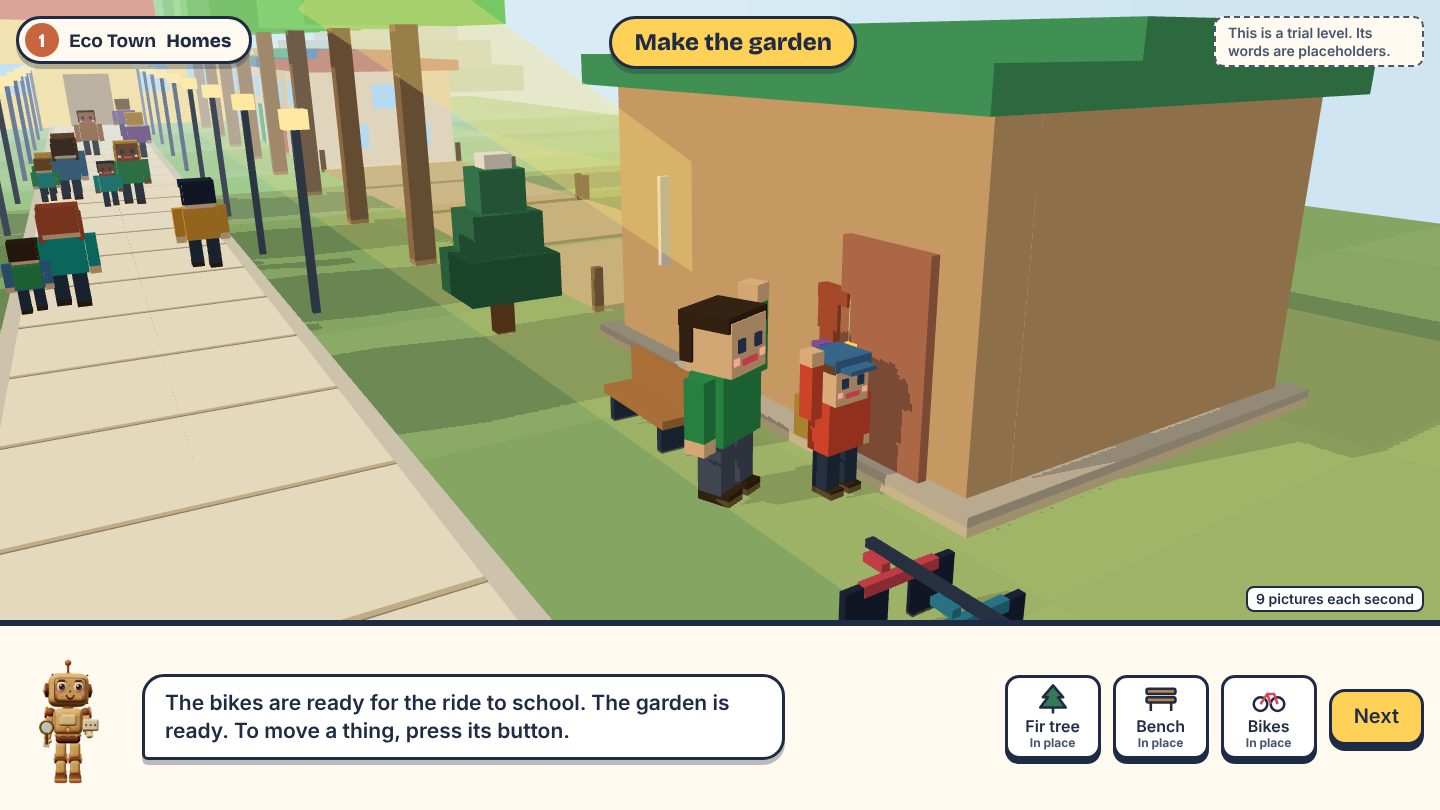 1 Eco Town Homes
Make the garden
This is a trial level. Its
words are placeholders.
9 pictures each second
The bikes are ready for the ride to school. The garden is
ready. To move a thing, press its button.
Fir tree
In place
Bench
In place
Bikes
In place
Next